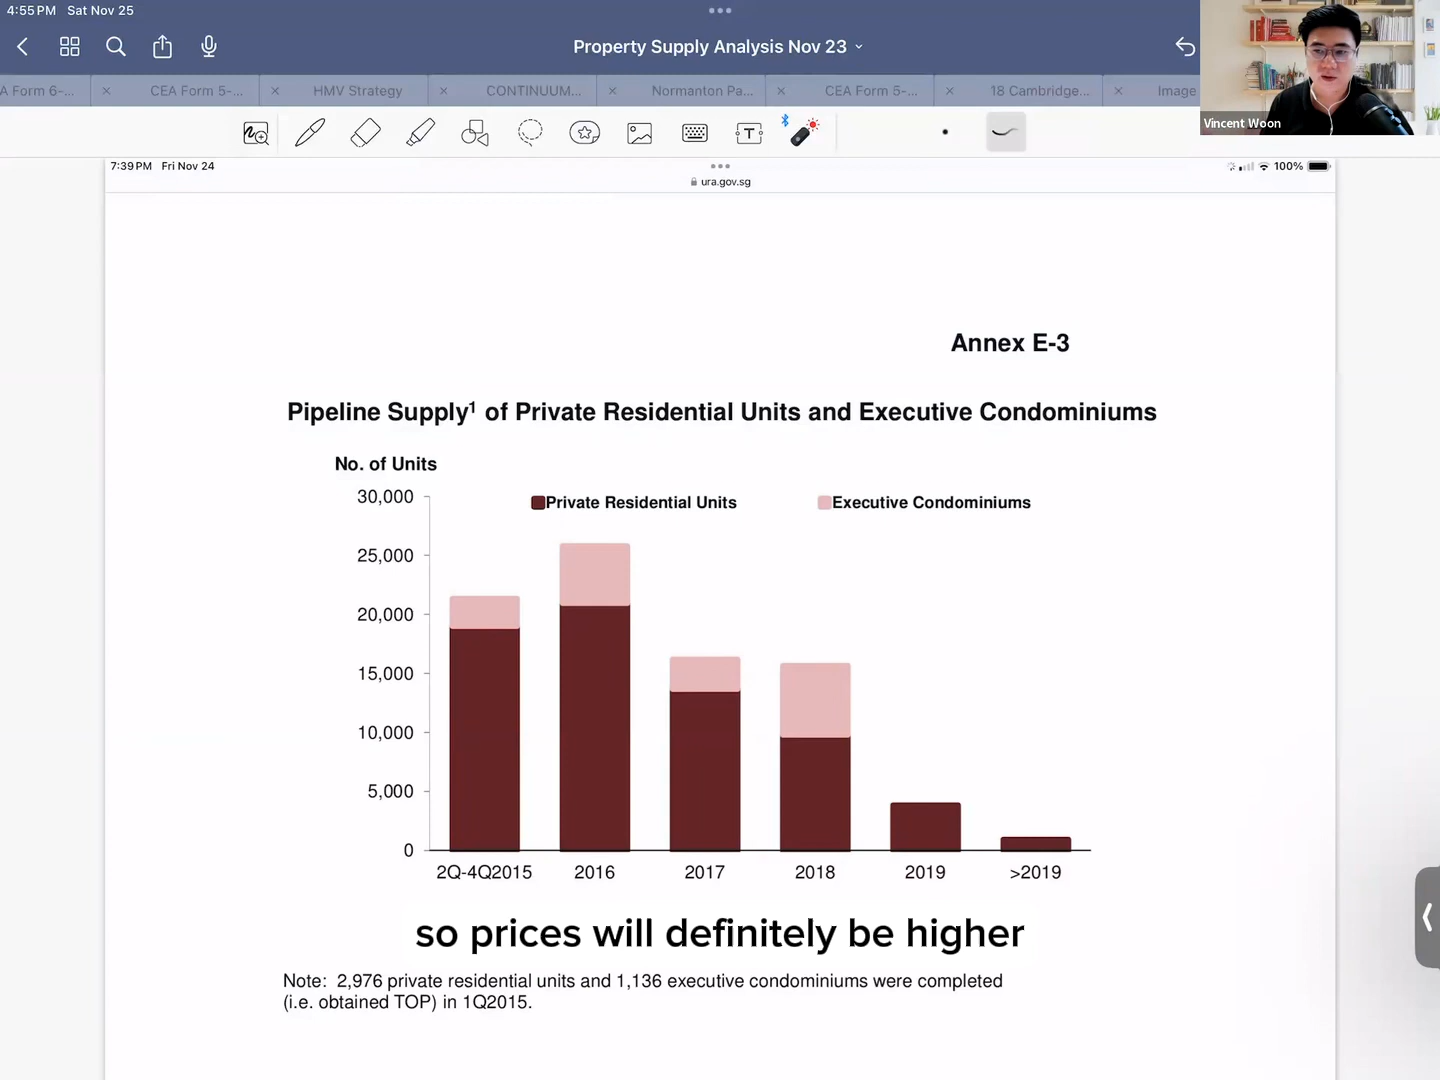 4:55 PM Sat Nov 25
Property Supply Analysis Nov 23
A Form 6-...
CEA Form 5-...
HMV Strategy
CONTINUUM...
Normanton Pa...
CEA Form 5-...
18 Cambridge...
Image
Vincent Woon
T
7:39 PM Fri Nov 24
100%
ura.gov.sg
Annex E-3
Pipeline Supply¹ of Private Residential Units and Executive Condominiums
No. of Units
Private Residential Units
Executive Condominiums
30,000
25,000
20,000
15,000
10,000
5,000
0
2Q-4Q2015 2016 2017 2018 2019 >2019
so prices will definitely be higher
Note: 2,976 private residential units and 1,136 executive condominiums were completed
(i.e. obtained TOP) in 1Q2015.